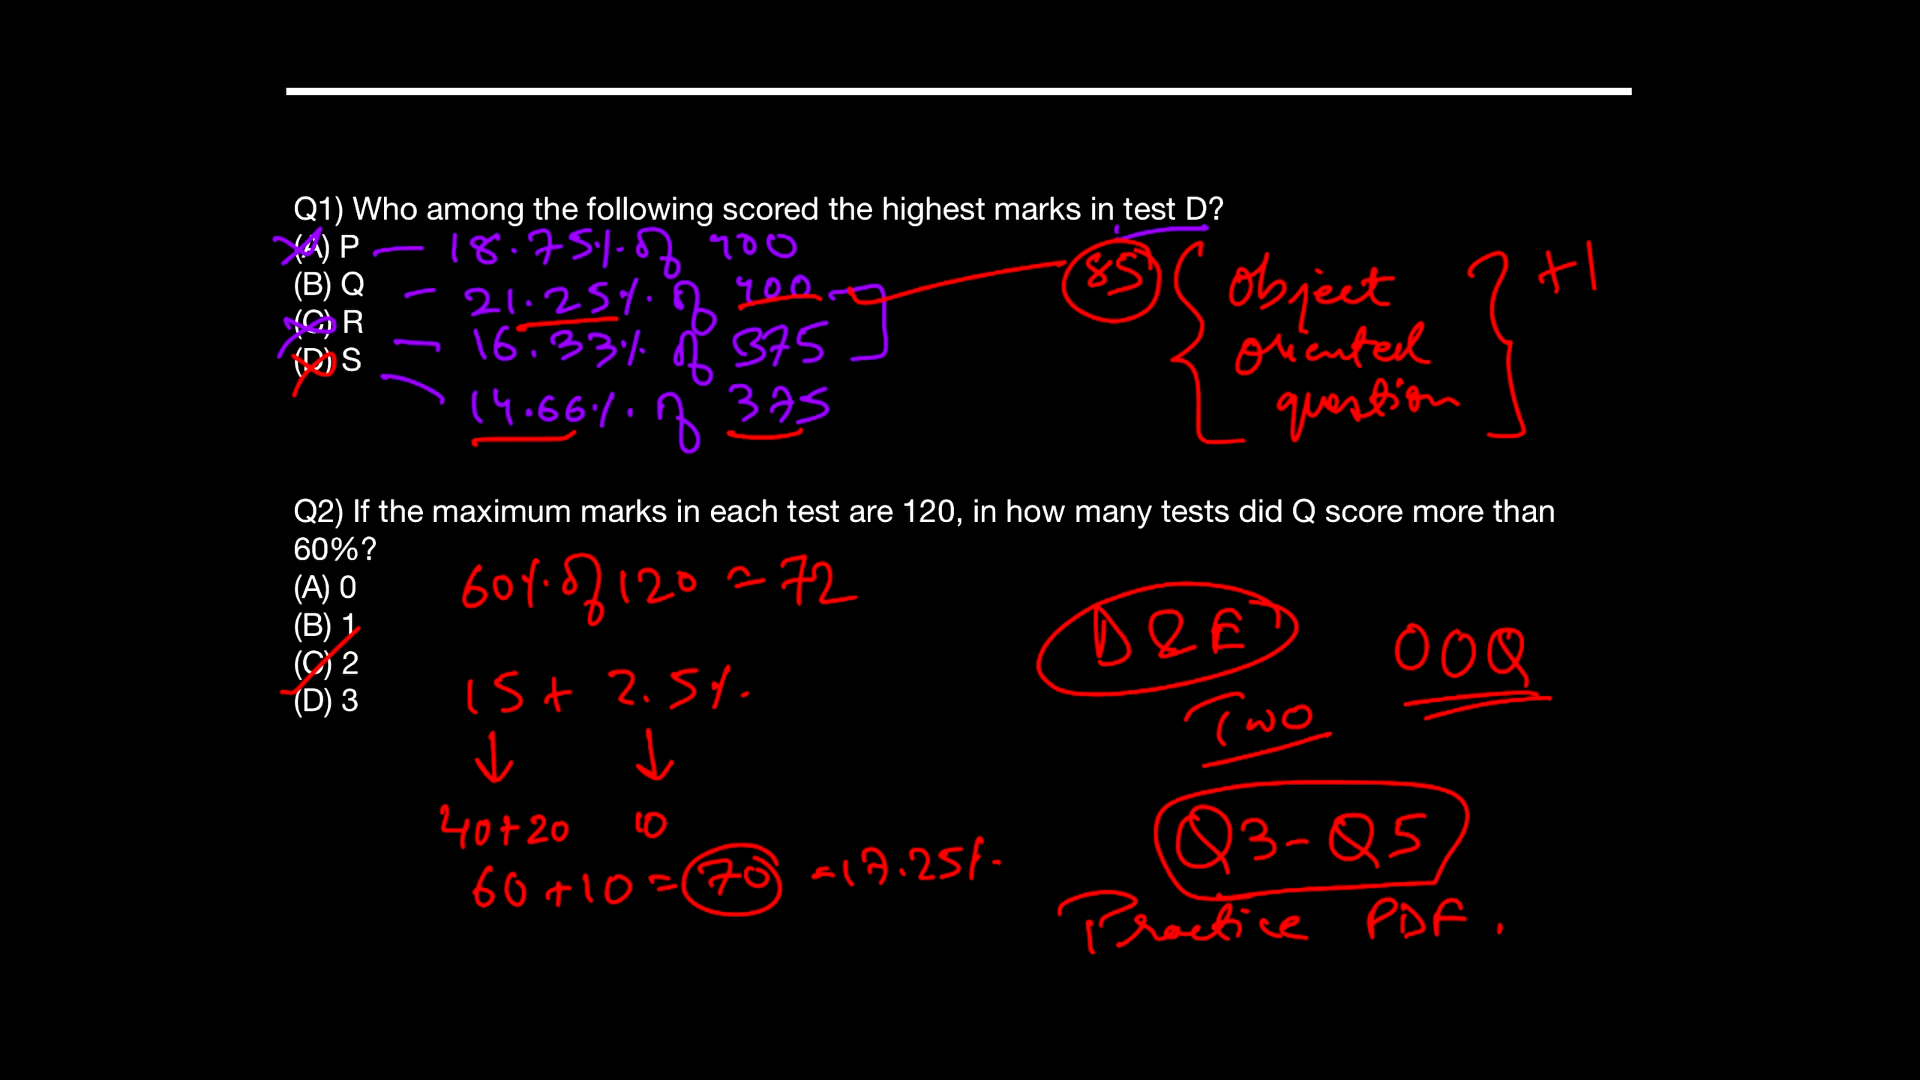 Q1) Who among the following scored the highest marks in test D?
(A) P — 18.75% of 400
(B) Q — 21.25% of 400
(C) R — 16.33% of 375
(D) S 14.66% of 375
85
Object
oriented
question
+1
Q2) If the maximum marks in each test are 120, in how many tests did Q score more than
60%?
(A) 0
(B) 1
(C) 2
(D) 3
60% of 120 = 72
15 + 2.5%
40+20 10
60 + 10 = 70 = 17.25%
D & E
Two
OOQ
Q3-Q5
Practice PDF.